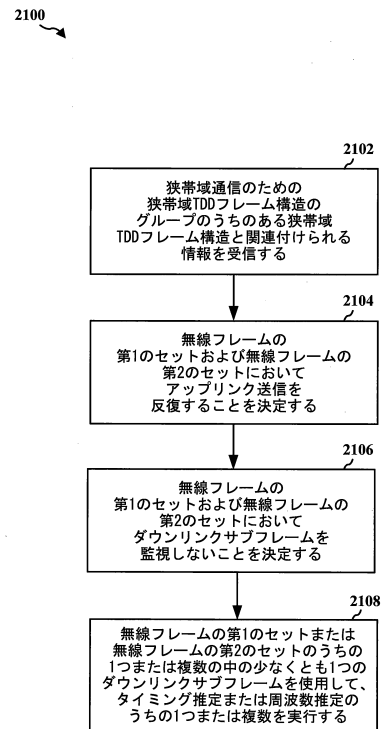 2100
2102
狭帯域通信のための
狭帯域TDDフレーム構造の
グループのうちのある狭帯域
TDDフレーム構造と関連付けられる
情報を受信する
2104
無線フレームの
第1のセットおよび無線フレームの
第2のセットにおいて
アップリンク送信を
反復することを決定する
2106
無線フレームの
第1のセットおよび無線フレームの
第2のセットにおいて
ダウンリンクサブフレームを
監視しないことを決定する
2108
無線フレームの第1のセットまたは
無線フレームの第2のセットのうちの
1つまたは複数の中の少なくとも1つの
ダウンリンクサブフレームを使用して、
タイミング推定または周波数推定の
うちの1つまたは複数を実行する